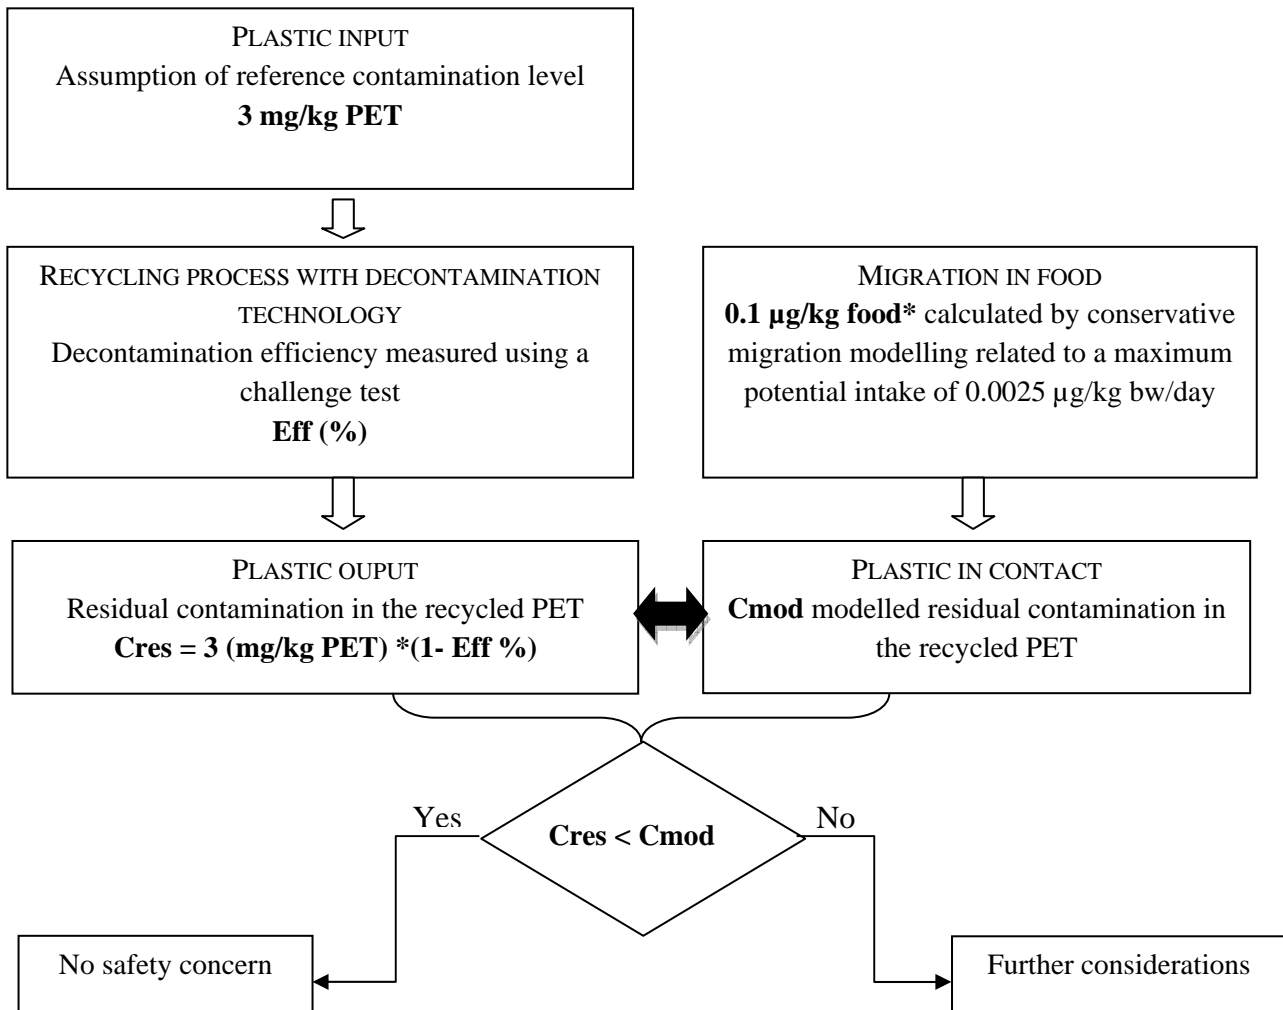 PLASTIC INPUT
Assumption of reference contamination level
3 mg/kg PET
RECYCLING PROCESS WITH DECONTAMINATION
TECHNOLOGY
Decontamination efficiency measured using a
challenge test
Eff (%)
MIGRATION IN FOOD
0.1 µg/kg food* calculated by conservative
migration modelling related to a maximum
potential intake of 0.0025 µg/kg bw/day
PLASTIC OUPUT
Residual contamination in the recycled PET
Cres = 3 (mg/kg PET) *(1- Eff %)
PLASTIC IN CONTACT
Cmod modelled residual contamination in
the recycled PET
Yes
Cres < Cmod
No
No safety concern
Further considerations